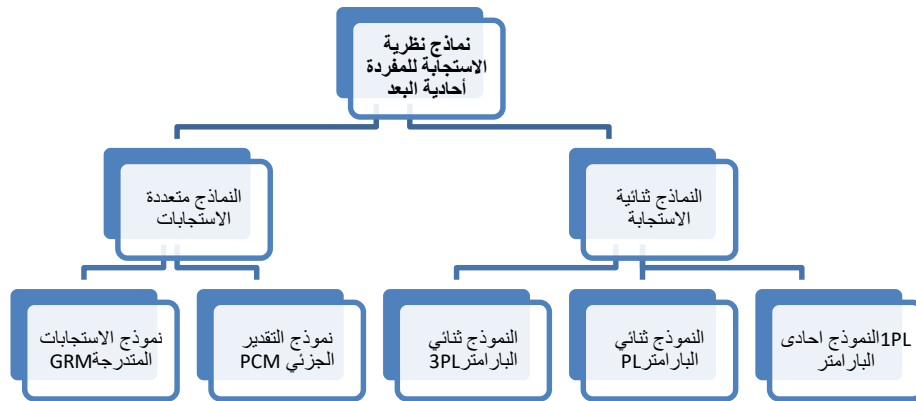 نماذج نظرية
الاستجابة للمفردة
أحادية البعد
النماذج ثنائية
الاستجابة
النماذج متعددة
الاستجابات
1PLالنموذج احادى
البارامتر
النموذج ثنائي
البارامترPL
النموذج ثنائي
البارامتر3PL
نموذج التقدير
الجزئي PCM
نموذج الاستجابات
المتدرجةGRM